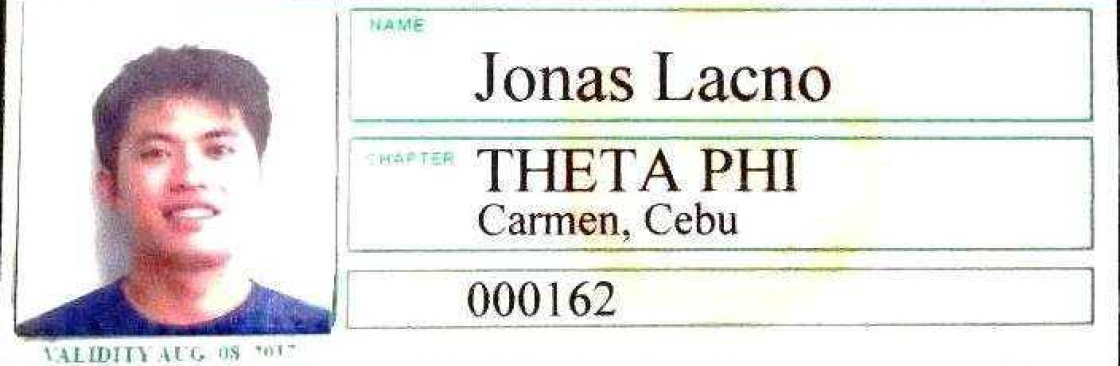 NAME
Jonas Lacno
CHAPTER
THETA PHI
Carmen, Cebu
000162
VALIDITY AUG. 08